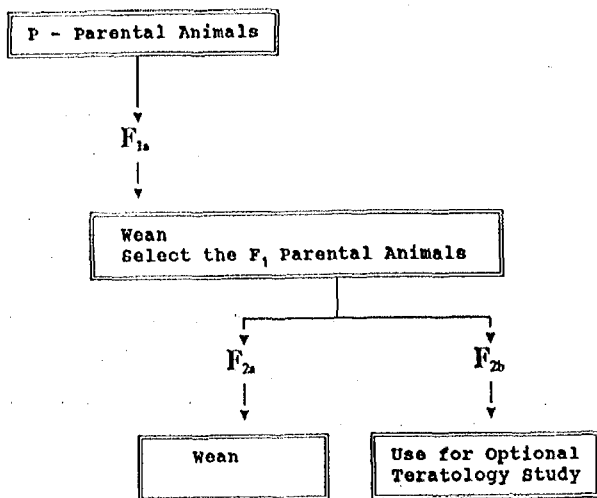 P - Parental Animals
F1a
Wean
Select the F1 Parental Animals
F2a
F2b
Wean
Use for Optional
Teratology Study